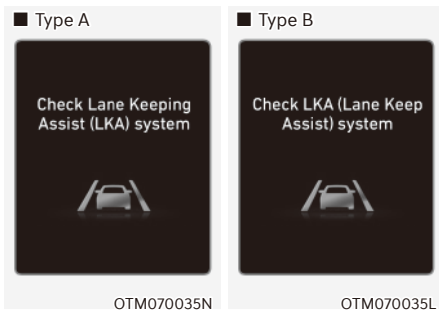 ■ Type A
Check Lane Keeping
Assist (LKA) system
OTM070035N
■ Type B
Check LKA (Lane Keep
Assist) system
OTM070035L